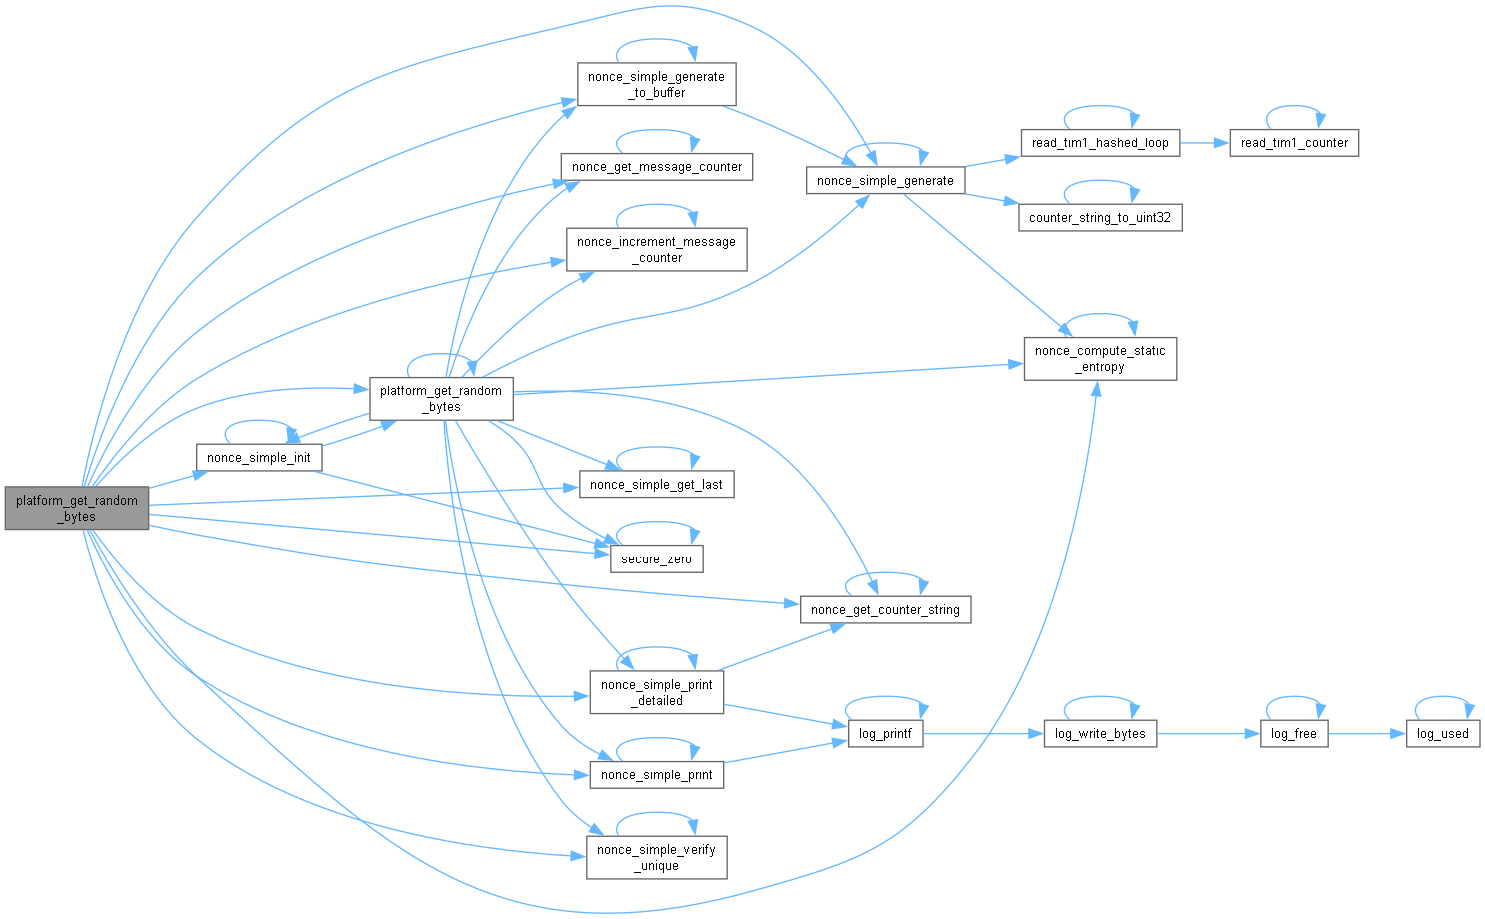 nonce_simple_generate
_to_buffer
nonce_get_message_counter
nonce_increment_message
_counter
nonce_simple_generate
read_tim1_hashed_loop
read_tim1_counter
counter_string_to_uint32
nonce_compute_static
_entropy
platform_get_random
_bytes
nonce_simple_init
platform_get_random
_bytes
nonce_simple_get_last
secure_zero
nonce_get_counter_string
nonce_simple_print
_detailed
log_printf
log_write_bytes
log_free
log_used
nonce_simple_print
nonce_simple_verify
_unique